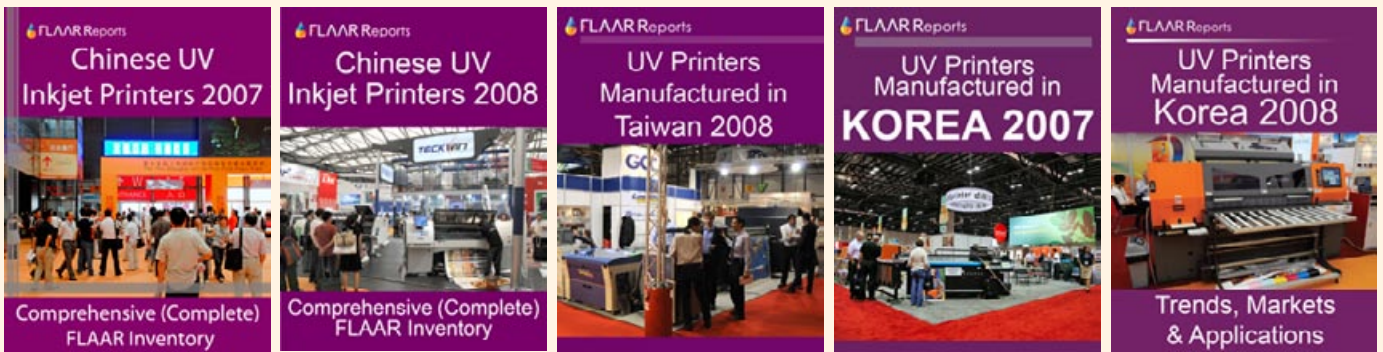 FLAAR Reports
Chinese UV
Inkjet Printers 2007
Comprehensive (Complete)
FLAAR Inventory
FLAAR Reports
Chinese UV
Inkjet Printers 2008
TECKWIN
Comprehensive (Complete)
FLAAR Inventory
FLAAR Reports
UV Printers
Manufactured in
Taiwan 2008
FLAAR Reports
UV Printers
Manufactured in
KOREA 2007
FLAAR Reports
UV Printers
Manufactured in
Korea 2008
Trends, Markets
& Applications